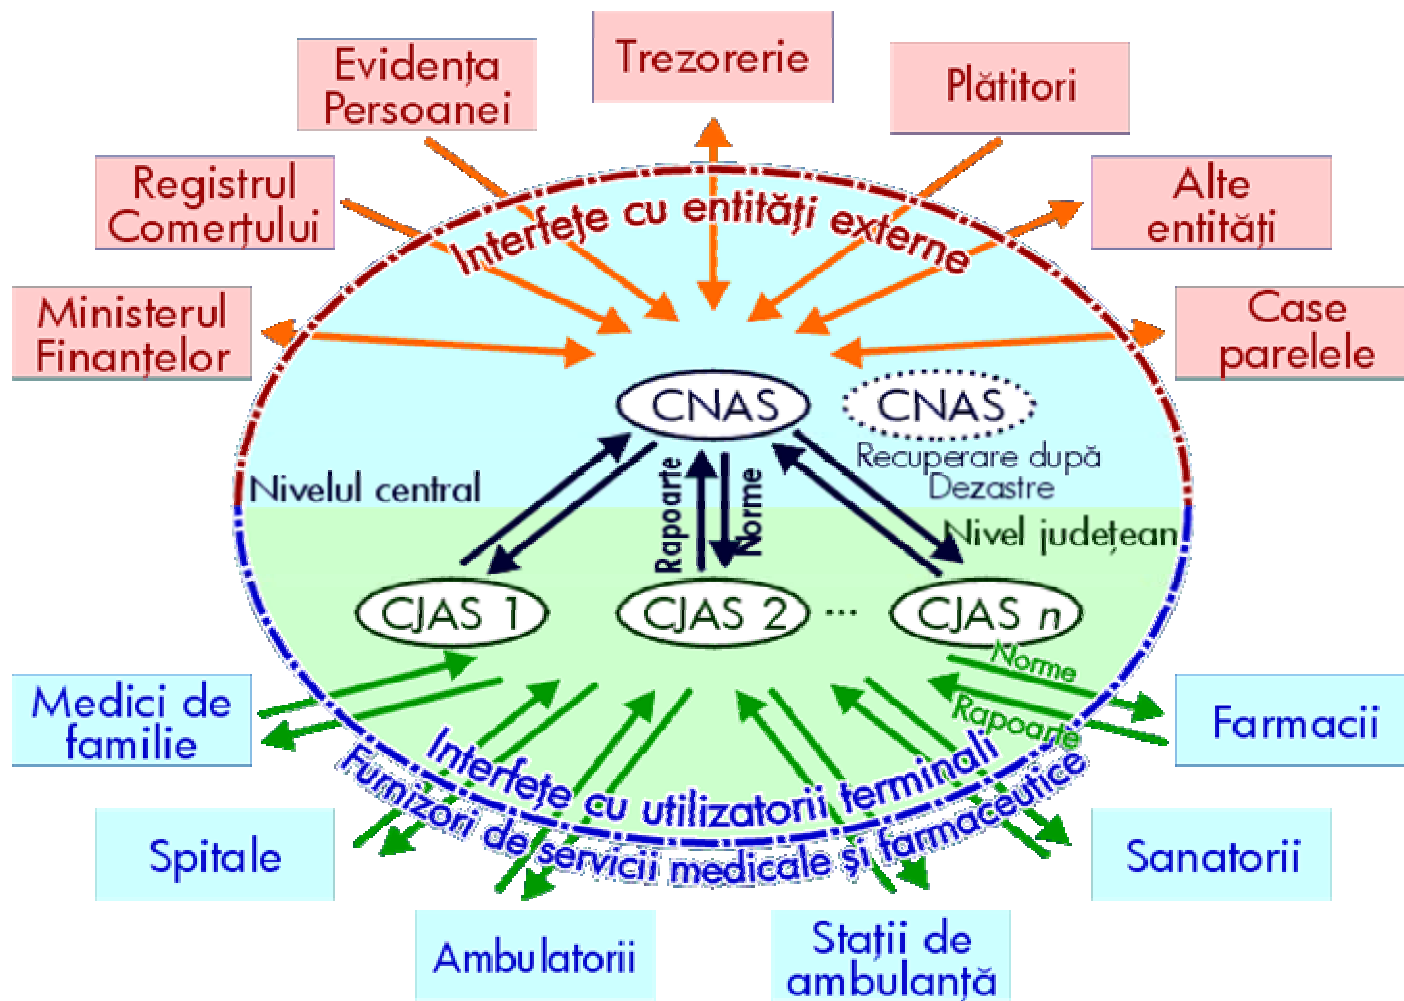 Trezorerie
Evidența
Persoanei
Plătitori
Registrul
Comerțului
Alte
entități
Interfețe cu entități externe
Ministerul
Finanțelor
Case
parelele
CNAS
CNAS
Recuperare după
Dezastre
Nivelul central
Rapoarte
Norme
Nivel județean
CJAS 1
CJAS 2
...
CJAS n
Norme
Rapoarte
Medici de
familie
Farmacii
Interfețe cu utilizatorii terminali
Furnizori de servicii medicale și farmaceutice
Spitale
Sanatorii
Ambulatorii
Stații de
ambulanță